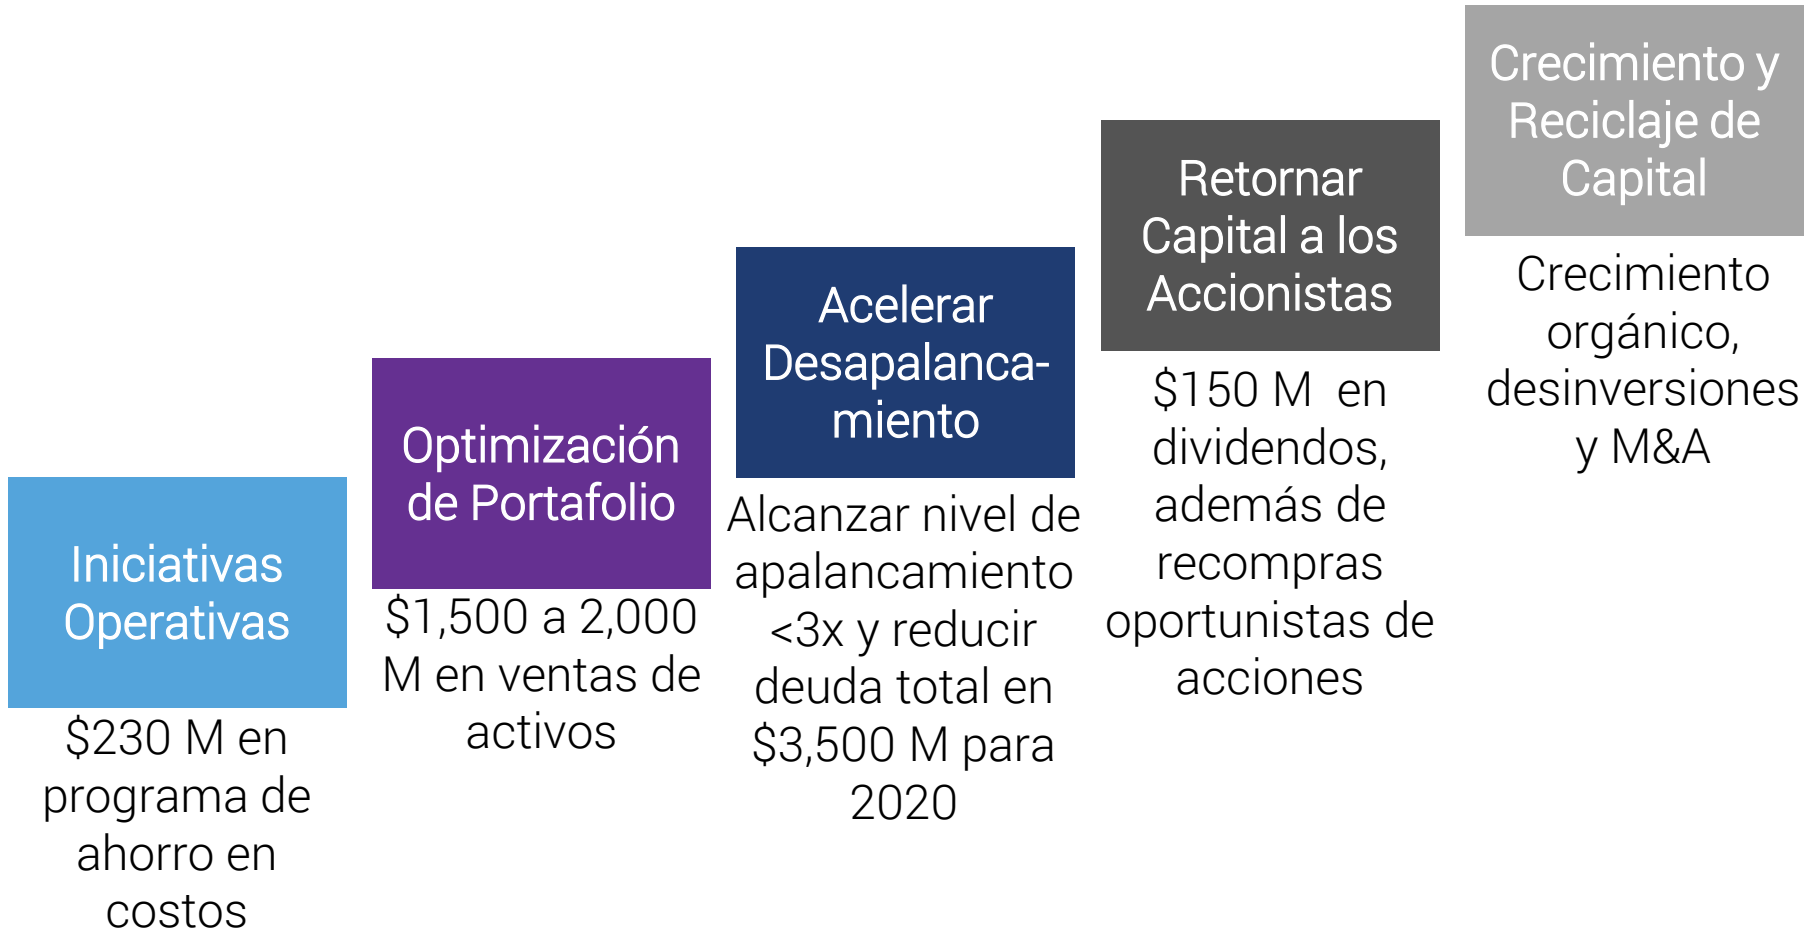 Iniciativas
Operativas
$230 M en
programa de
ahorro en
costos
Optimización
de Portafolio
$1,500 a 2,000
M en ventas de
activos
Acelerar
Desapalanca-
miento
Alcanzar nivel de
apalancamiento
<3x y reducir
deuda total en
$3,500 M para
2020
Retornar
Capital a los
Accionistas
$150 M  en
dividendos,
además de
recompras
oportunistas de
acciones
Crecimiento y
Reciclaje de
Capital
Crecimiento
orgánico,
desinversiones
y M&A